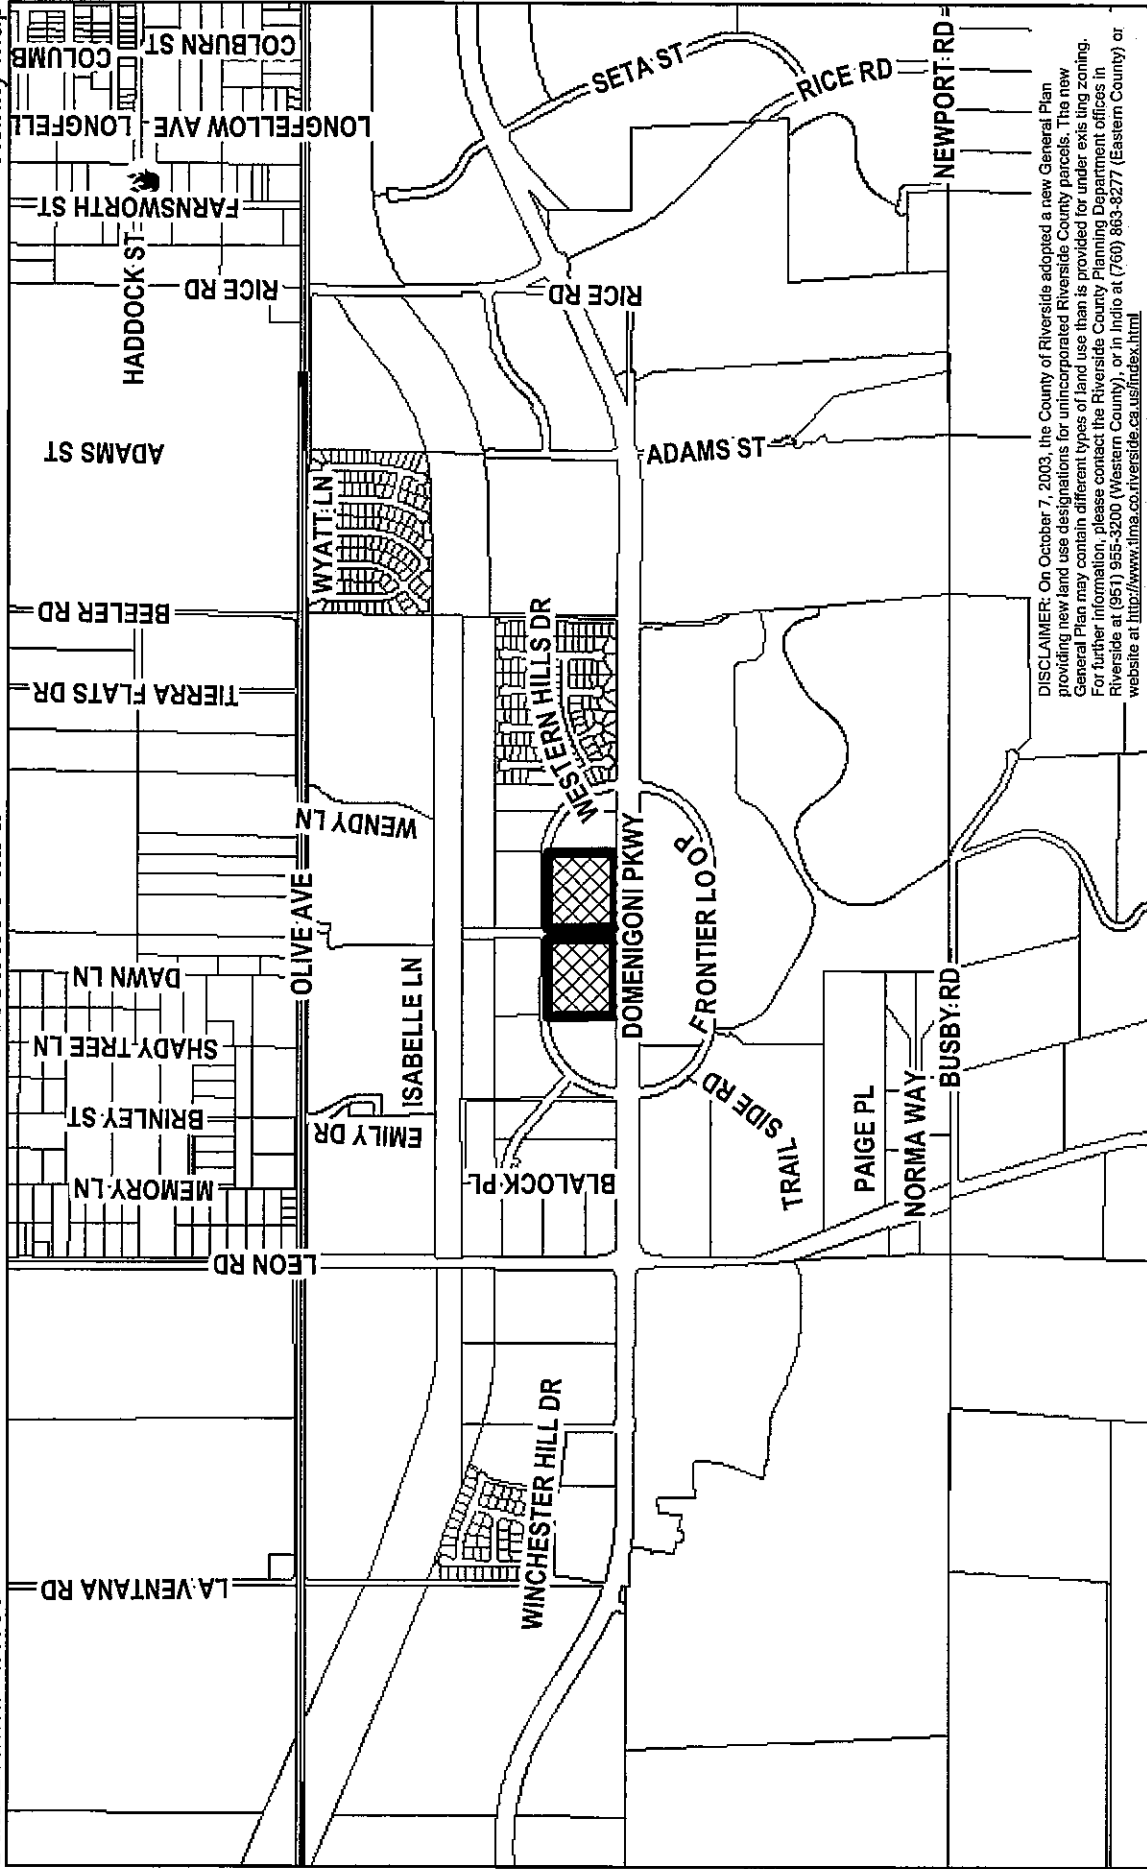 COLUMB
COLBURN ST
LONGFELL
LONGFELLOW AVE
FARNSWORTH ST
HADDOCK ST
RICE RD
SETA ST
RICE RD
NEWPORT RD
RICE RD
ADAMS ST
ADAMS ST
WYATT LN
BEELER RD
TIERRA FLATS DR
WESTERN HILLS DR
WENDY LN
OLIVE AVE
DOMENIGONI PKWY
FRONTIER LOOP
DAWN LN
SHADY TREE LN
ISABELLE LN
BRINLEY ST
EMILY DR
MEMORY LN
BLALOCK PL
TRAIL SIDE RD
PAIGE PL
NORMA WAY
BUSBY RD
LEON RD
WINCHESTER HILL DR
LA VENTANA RD
DISCLAIMER: On October 7, 2003, the County of Riverside adopted a new General Plan
providing new land use designations for unincorporated Riverside County parcels. The new
General Plan may contain different types of land use than is provided for under existing zoning.
For further information, please contact the Riverside County Planning Department offices in
Riverside at (951) 955-3200 (Western County), or in Indio at (760) 863-8277 (Eastern County) or
website at http://www.tlma.co.riverside.ca.us/index.html